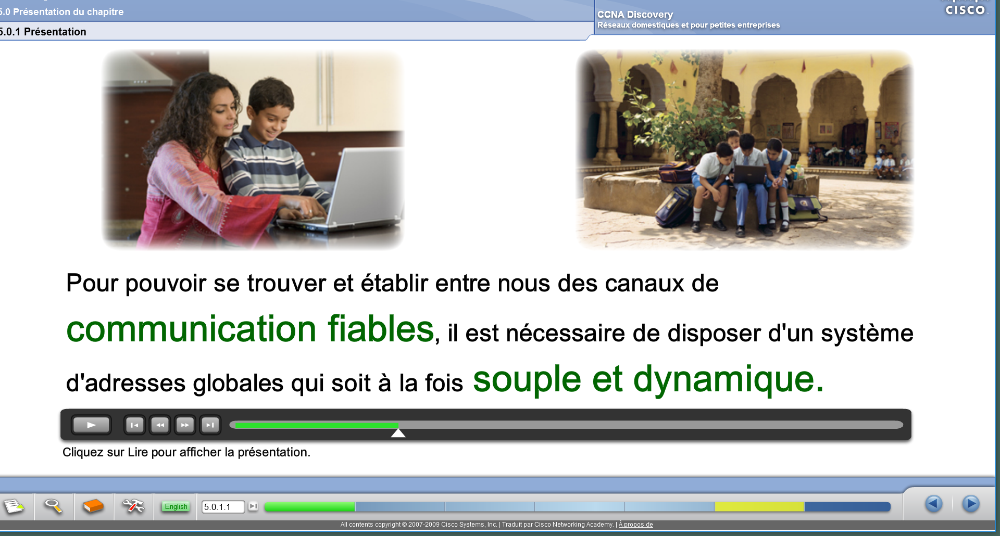 5.0 Présentation du chapitre
CCNA Discovery
Réseaux domestiques et pour petites entreprises
CISCO
5.0.1 Présentation
Pour pouvoir se trouver et établir entre nous des canaux de
communication fiables, il est nécessaire de disposer d'un système
d'adresses globales qui soit à la fois souple et dynamique.
Cliquez sur Lire pour afficher la présentation.
English
5.0.1.1
All contents copyright © 2007-2009 Cisco Systems, Inc. | Traduit par Cisco Networking Academy. | À propos de